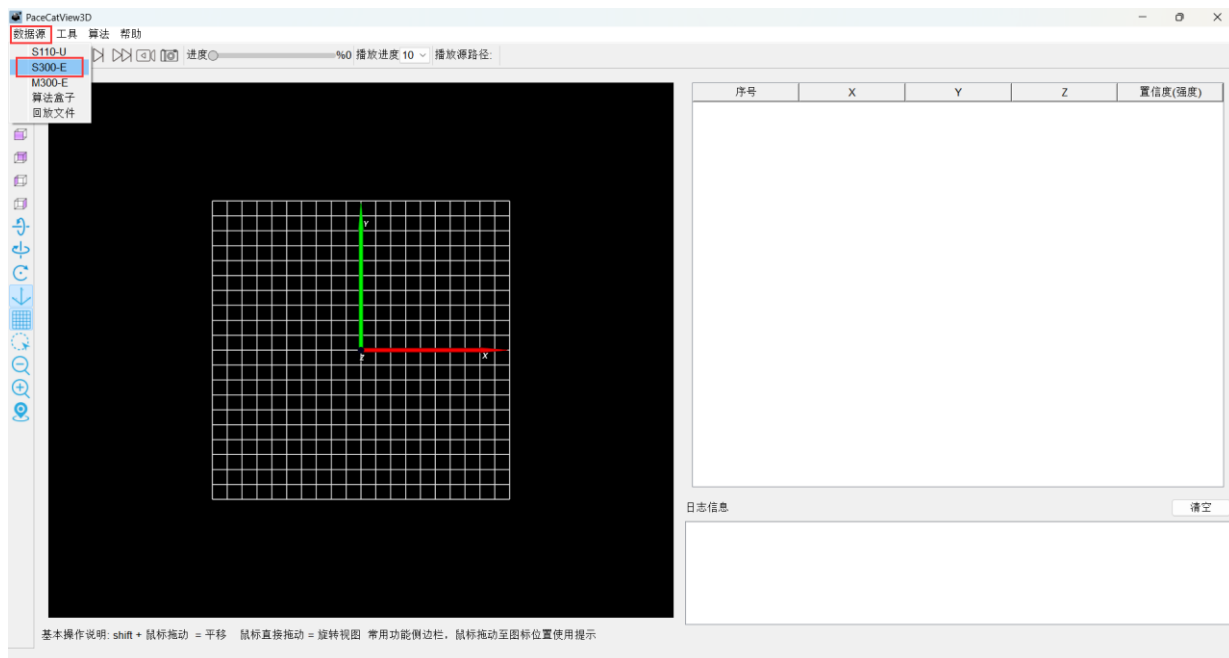 PaceCatView3D
数据源 工具 算法 帮助
S110-U
S300-E
M300-E
算法盒子
回放文件
进度 %0 播放进度 10 播放源路径:
序号 X Y Z 置信度(强度)
Y
Z X
日志信息 清空
基本操作说明: shift + 鼠标拖动 = 平移 鼠标直接拖动 = 旋转视图 常用功能侧边栏，鼠标拖动至图标位置使用提示